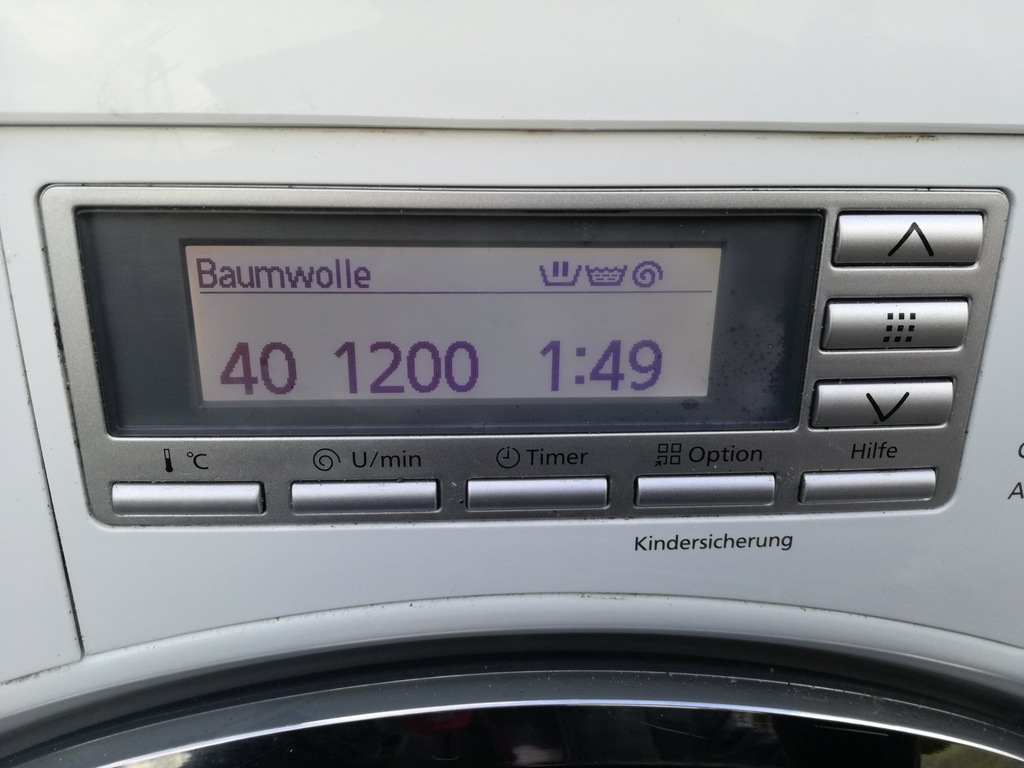 Baumwolle
40 1200 1:49
°C U/min Timer Option Hilfe
Kindersicherung